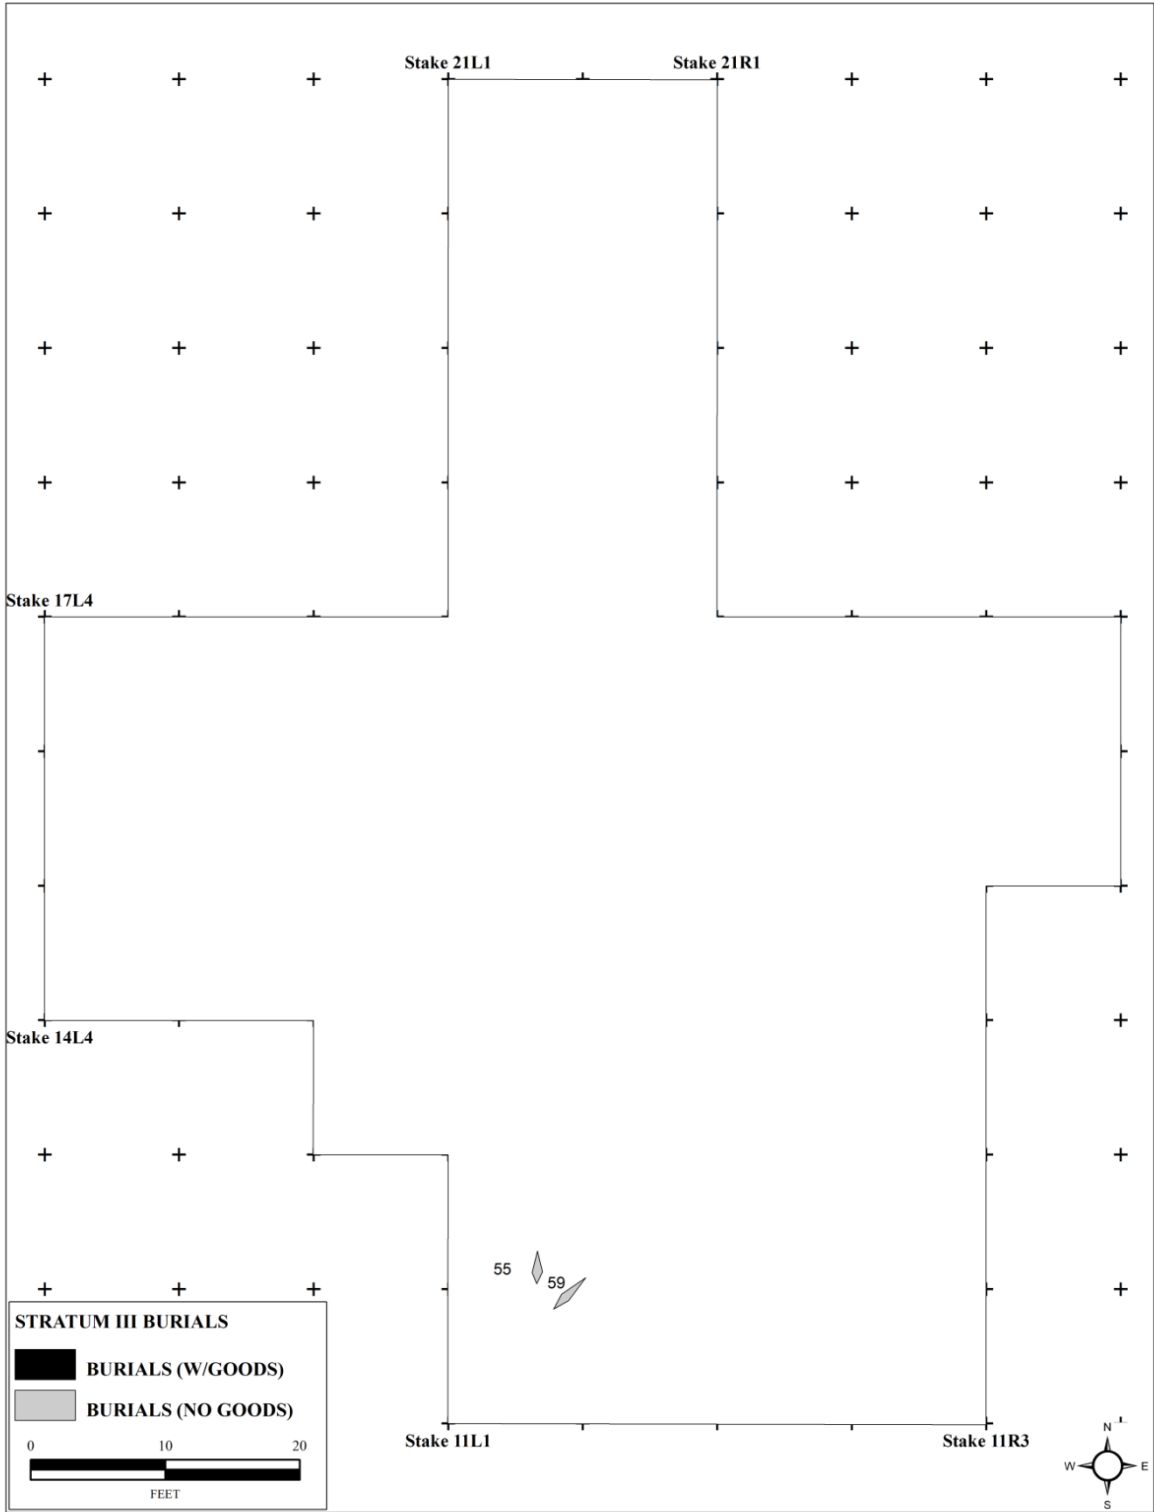 Stake 21L1 Stake 21R1
Stake 17L4
Stake 14L4
55
59
STRATUM III BURIALS
BURIALS (W/GOODS)
BURIALS (NO GOODS)
0 10 20
FEET
Stake 11L1 Stake 11R3
N
W E
S